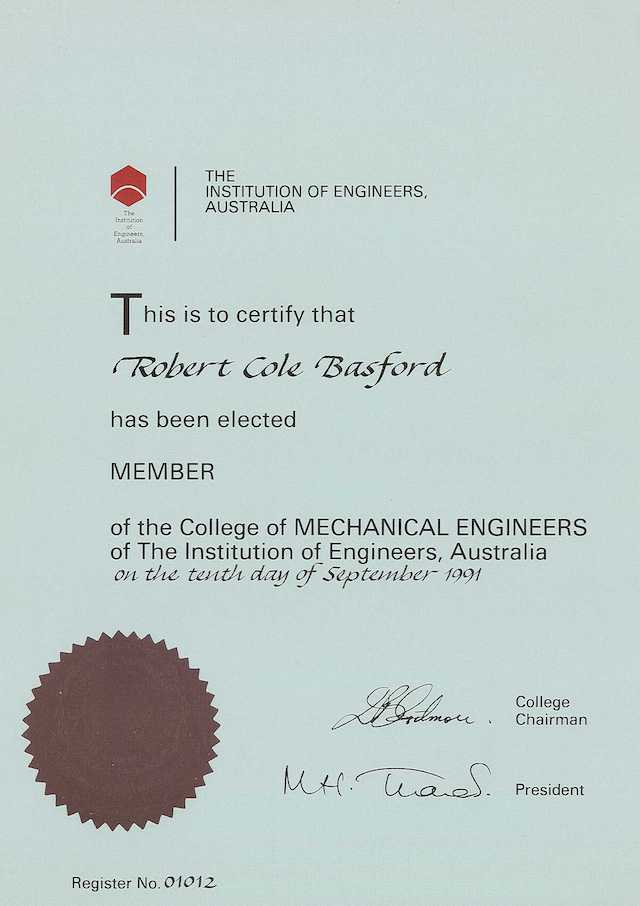 The
Institution
of
Engineers,
Australia
THE
INSTITUTION OF ENGINEERS,
AUSTRALIA
This is to certify that
Robert Cole Basford
has been elected
MEMBER
of the College of MECHANICAL ENGINEERS
of The Institution of Engineers, Australia
on the tenth day of September 1991
College
Chairman
M H.
President
Register No. 01012